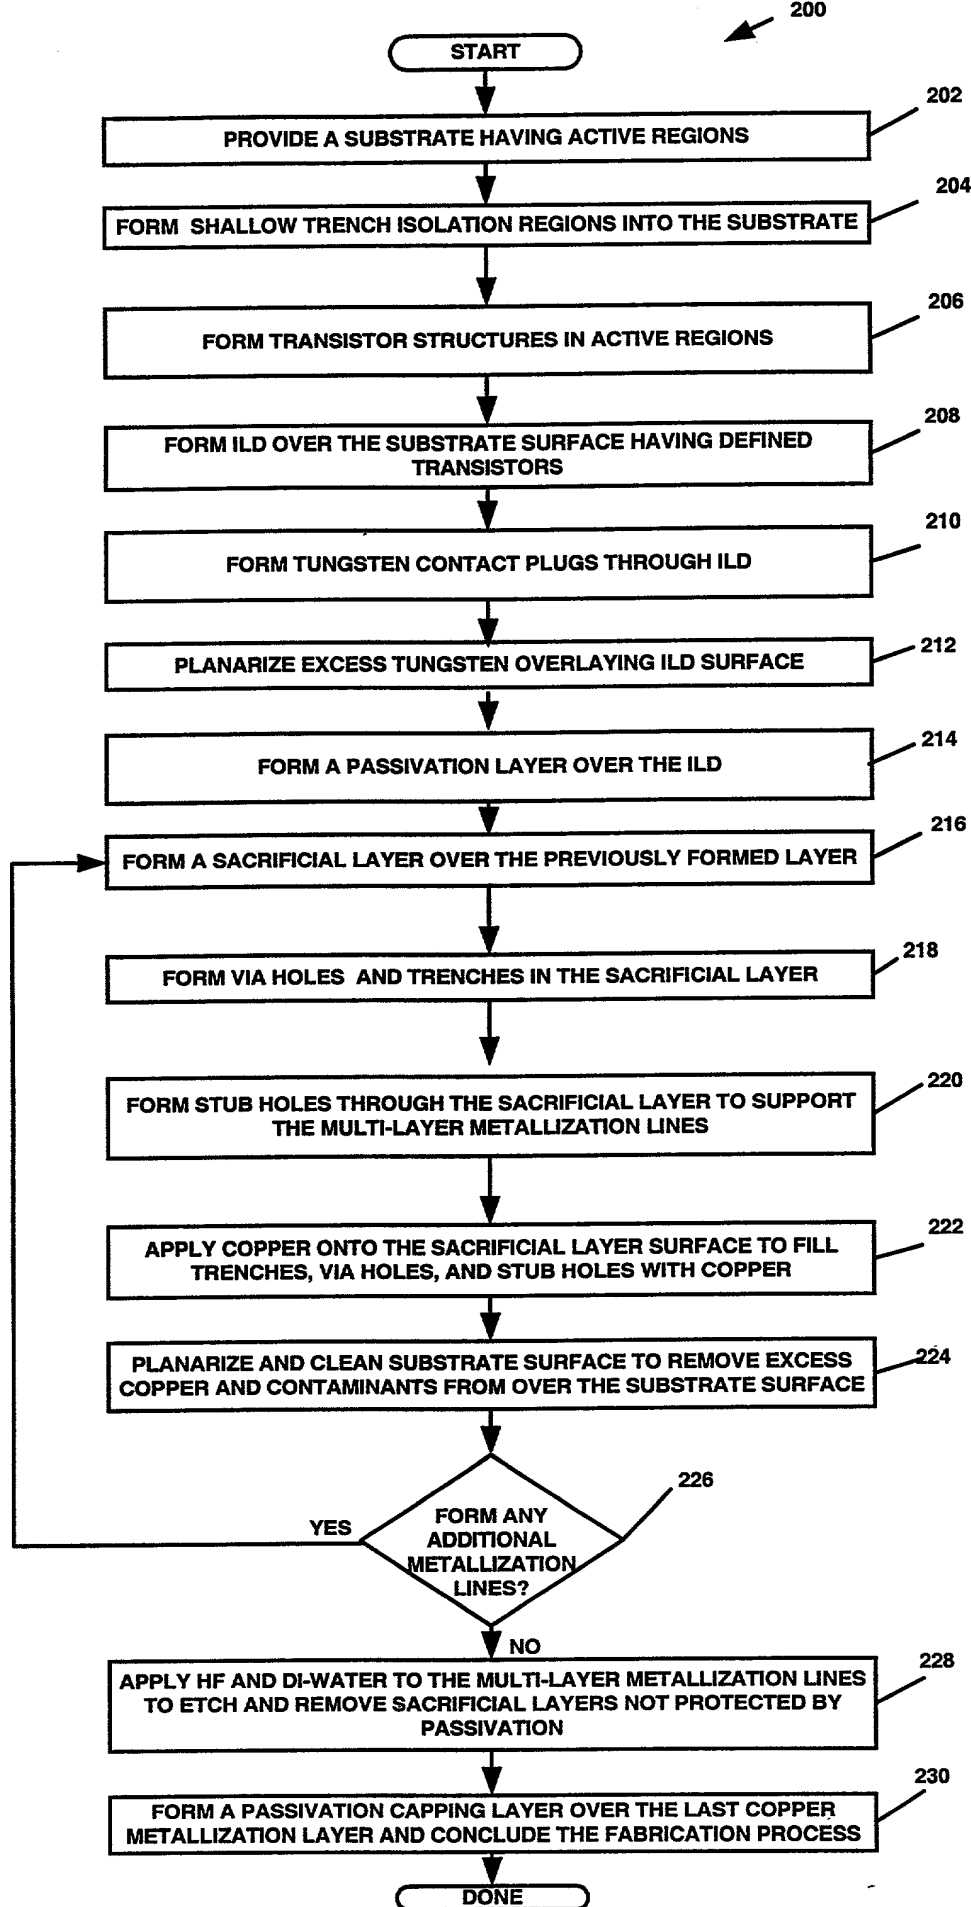 200
START
202
PROVIDE A SUBSTRATE HAVING ACTIVE REGIONS
204
FORM SHALLOW TRENCH ISOLATION REGIONS INTO THE SUBSTRATE
206
FORM TRANSISTOR STRUCTURES IN ACTIVE REGIONS
208
FORM ILD OVER THE SUBSTRATE SURFACE HAVING DEFINED
TRANSISTORS
210
FORM TUNGSTEN CONTACT PLUGS THROUGH ILD
212
PLANARIZE EXCESS TUNGSTEN OVERLAYING ILD SURFACE
214
FORM A PASSIVATION LAYER OVER THE ILD
216
FORM A SACRIFICIAL LAYER OVER THE PREVIOUSLY FORMED LAYER
218
FORM VIA HOLES AND TRENCHES IN THE SACRIFICIAL LAYER
220
FORM STUB HOLES THROUGH THE SACRIFICIAL LAYER TO SUPPORT
THE MULTI-LAYER METALLIZATION LINES
222
APPLY COPPER ONTO THE SACRIFICIAL LAYER SURFACE TO FILL
TRENCHES, VIA HOLES, AND STUB HOLES WITH COPPER
224
PLANARIZE AND CLEAN SUBSTRATE SURFACE TO REMOVE EXCESS
COPPER AND CONTAMINANTS FROM OVER THE SUBSTRATE SURFACE
226
YES
FORM ANY
ADDITIONAL
METALLIZATION
LINES?
NO
228
APPLY HF AND DI-WATER TO THE MULTI-LAYER METALLIZATION LINES
TO ETCH AND REMOVE SACRIFICIAL LAYERS NOT PROTECTED BY
PASSIVATION
230
FORM A PASSIVATION CAPPING LAYER OVER THE LAST COPPER
METALLIZATION LAYER AND CONCLUDE THE FABRICATION PROCESS
DONE